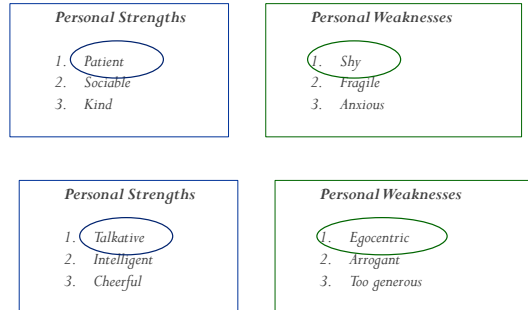 Personal Strengths
1. Patient
2. Sociable
3. Kind
Personal Weaknesses
1. Shy
2. Fragile
3. Anxious
Personal Strengths
1. Talkative
2. Intelligent
3. Cheerful
Personal Weaknesses
1. Egocentric
2. Arrogant
3. Too generous